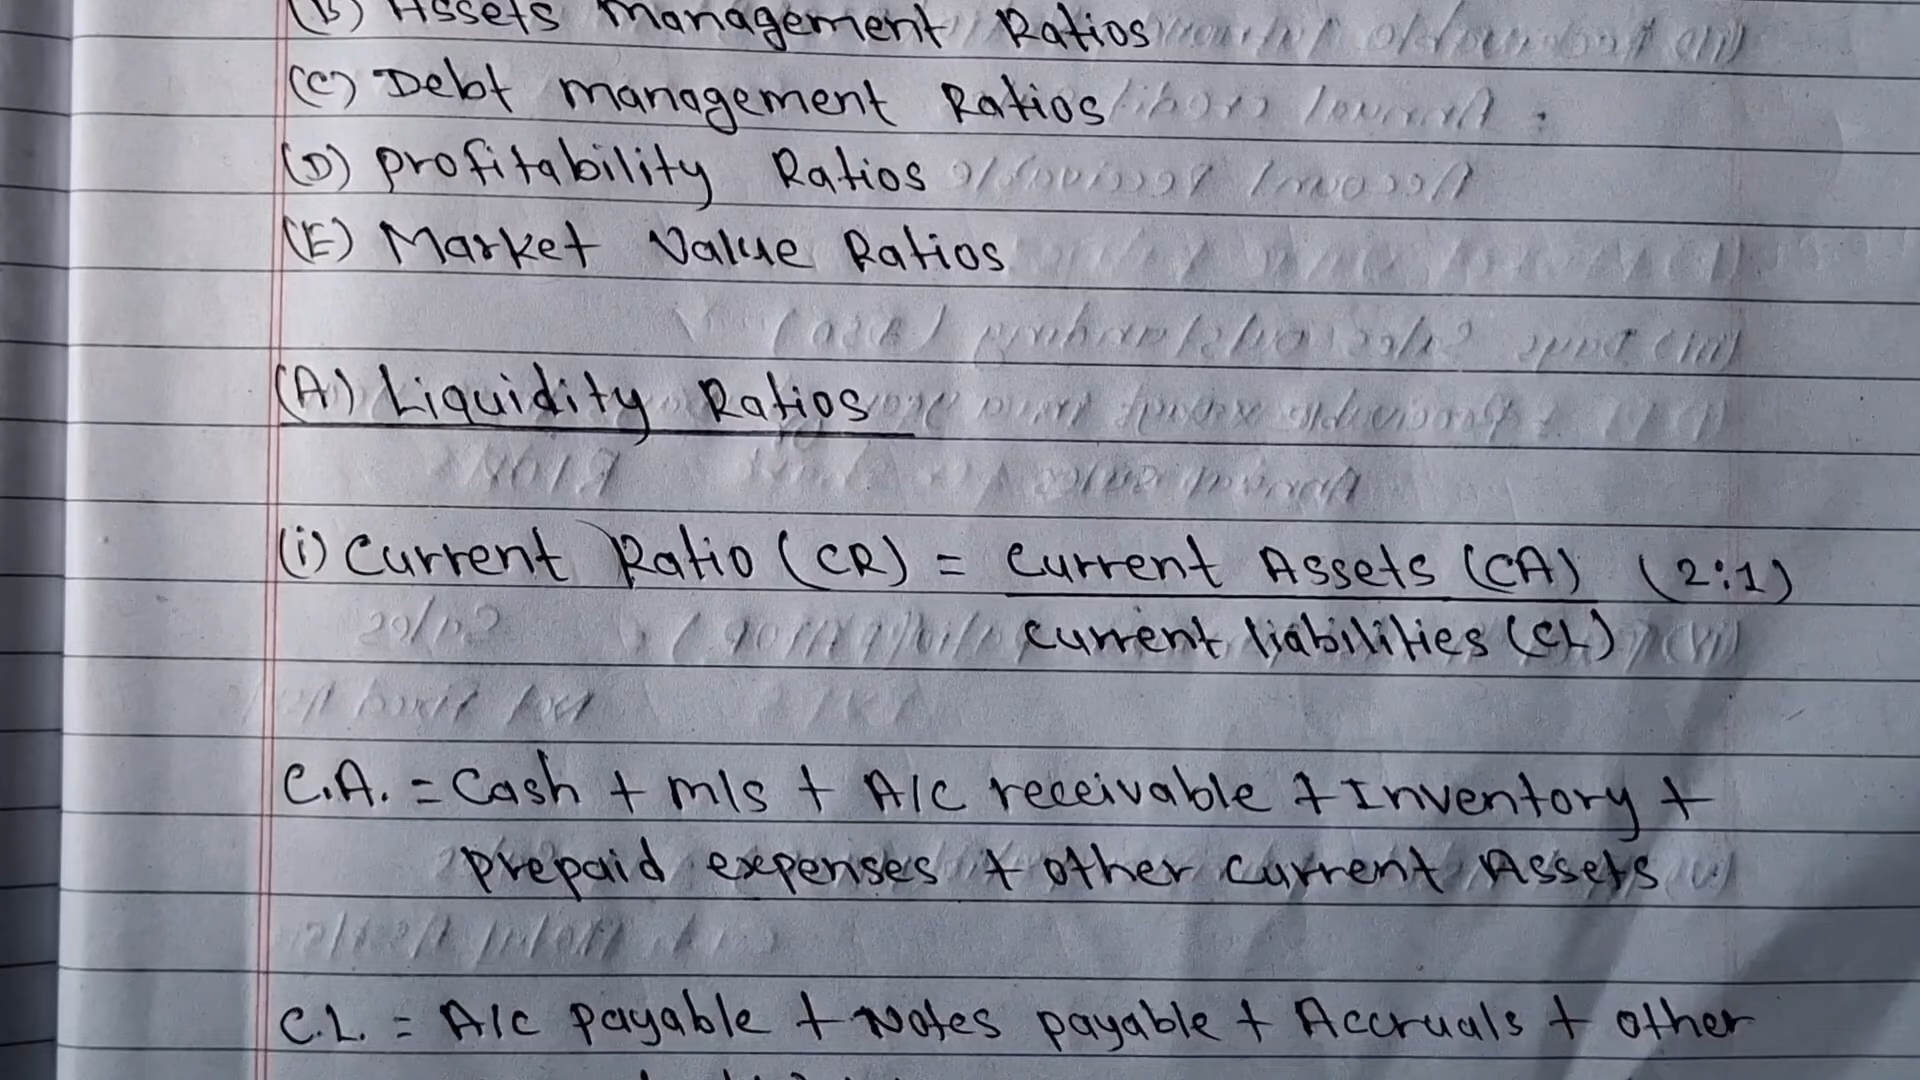 (B) Assets management Ratios
(C) Debt management Ratios
(D) profitability Ratios
(E) Market Value Ratios
(A) Liquidity Ratios
(i) Current Ratio (CR) = Current Assets (CA) (2:1)
Current liabilities (CL)
C.A. = Cash + m/s + A/C receivable + Inventory +
prepaid expenses + other current Assets
C.L. = A/C payable + Notes payable + Accruals + other